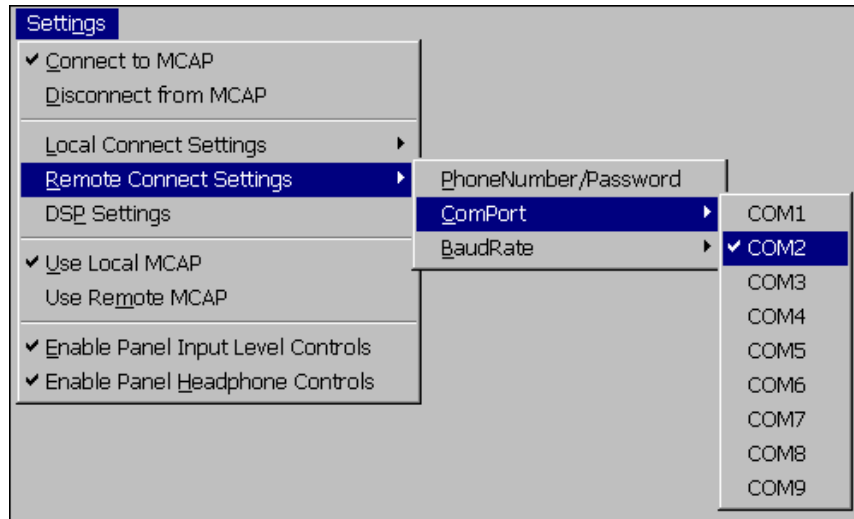 Settings
Connect to MCAP
Disconnect from MCAP
Local Connect Settings
Remote Connect Settings
DSP Settings
Use Local MCAP
Use Remote MCAP
Enable Panel Input Level Controls
Enable Panel Headphone Controls
PhoneNumber/Password
ComPort
BaudRate
COM1
COM2
COM3
COM4
COM5
COM6
COM7
COM8
COM9